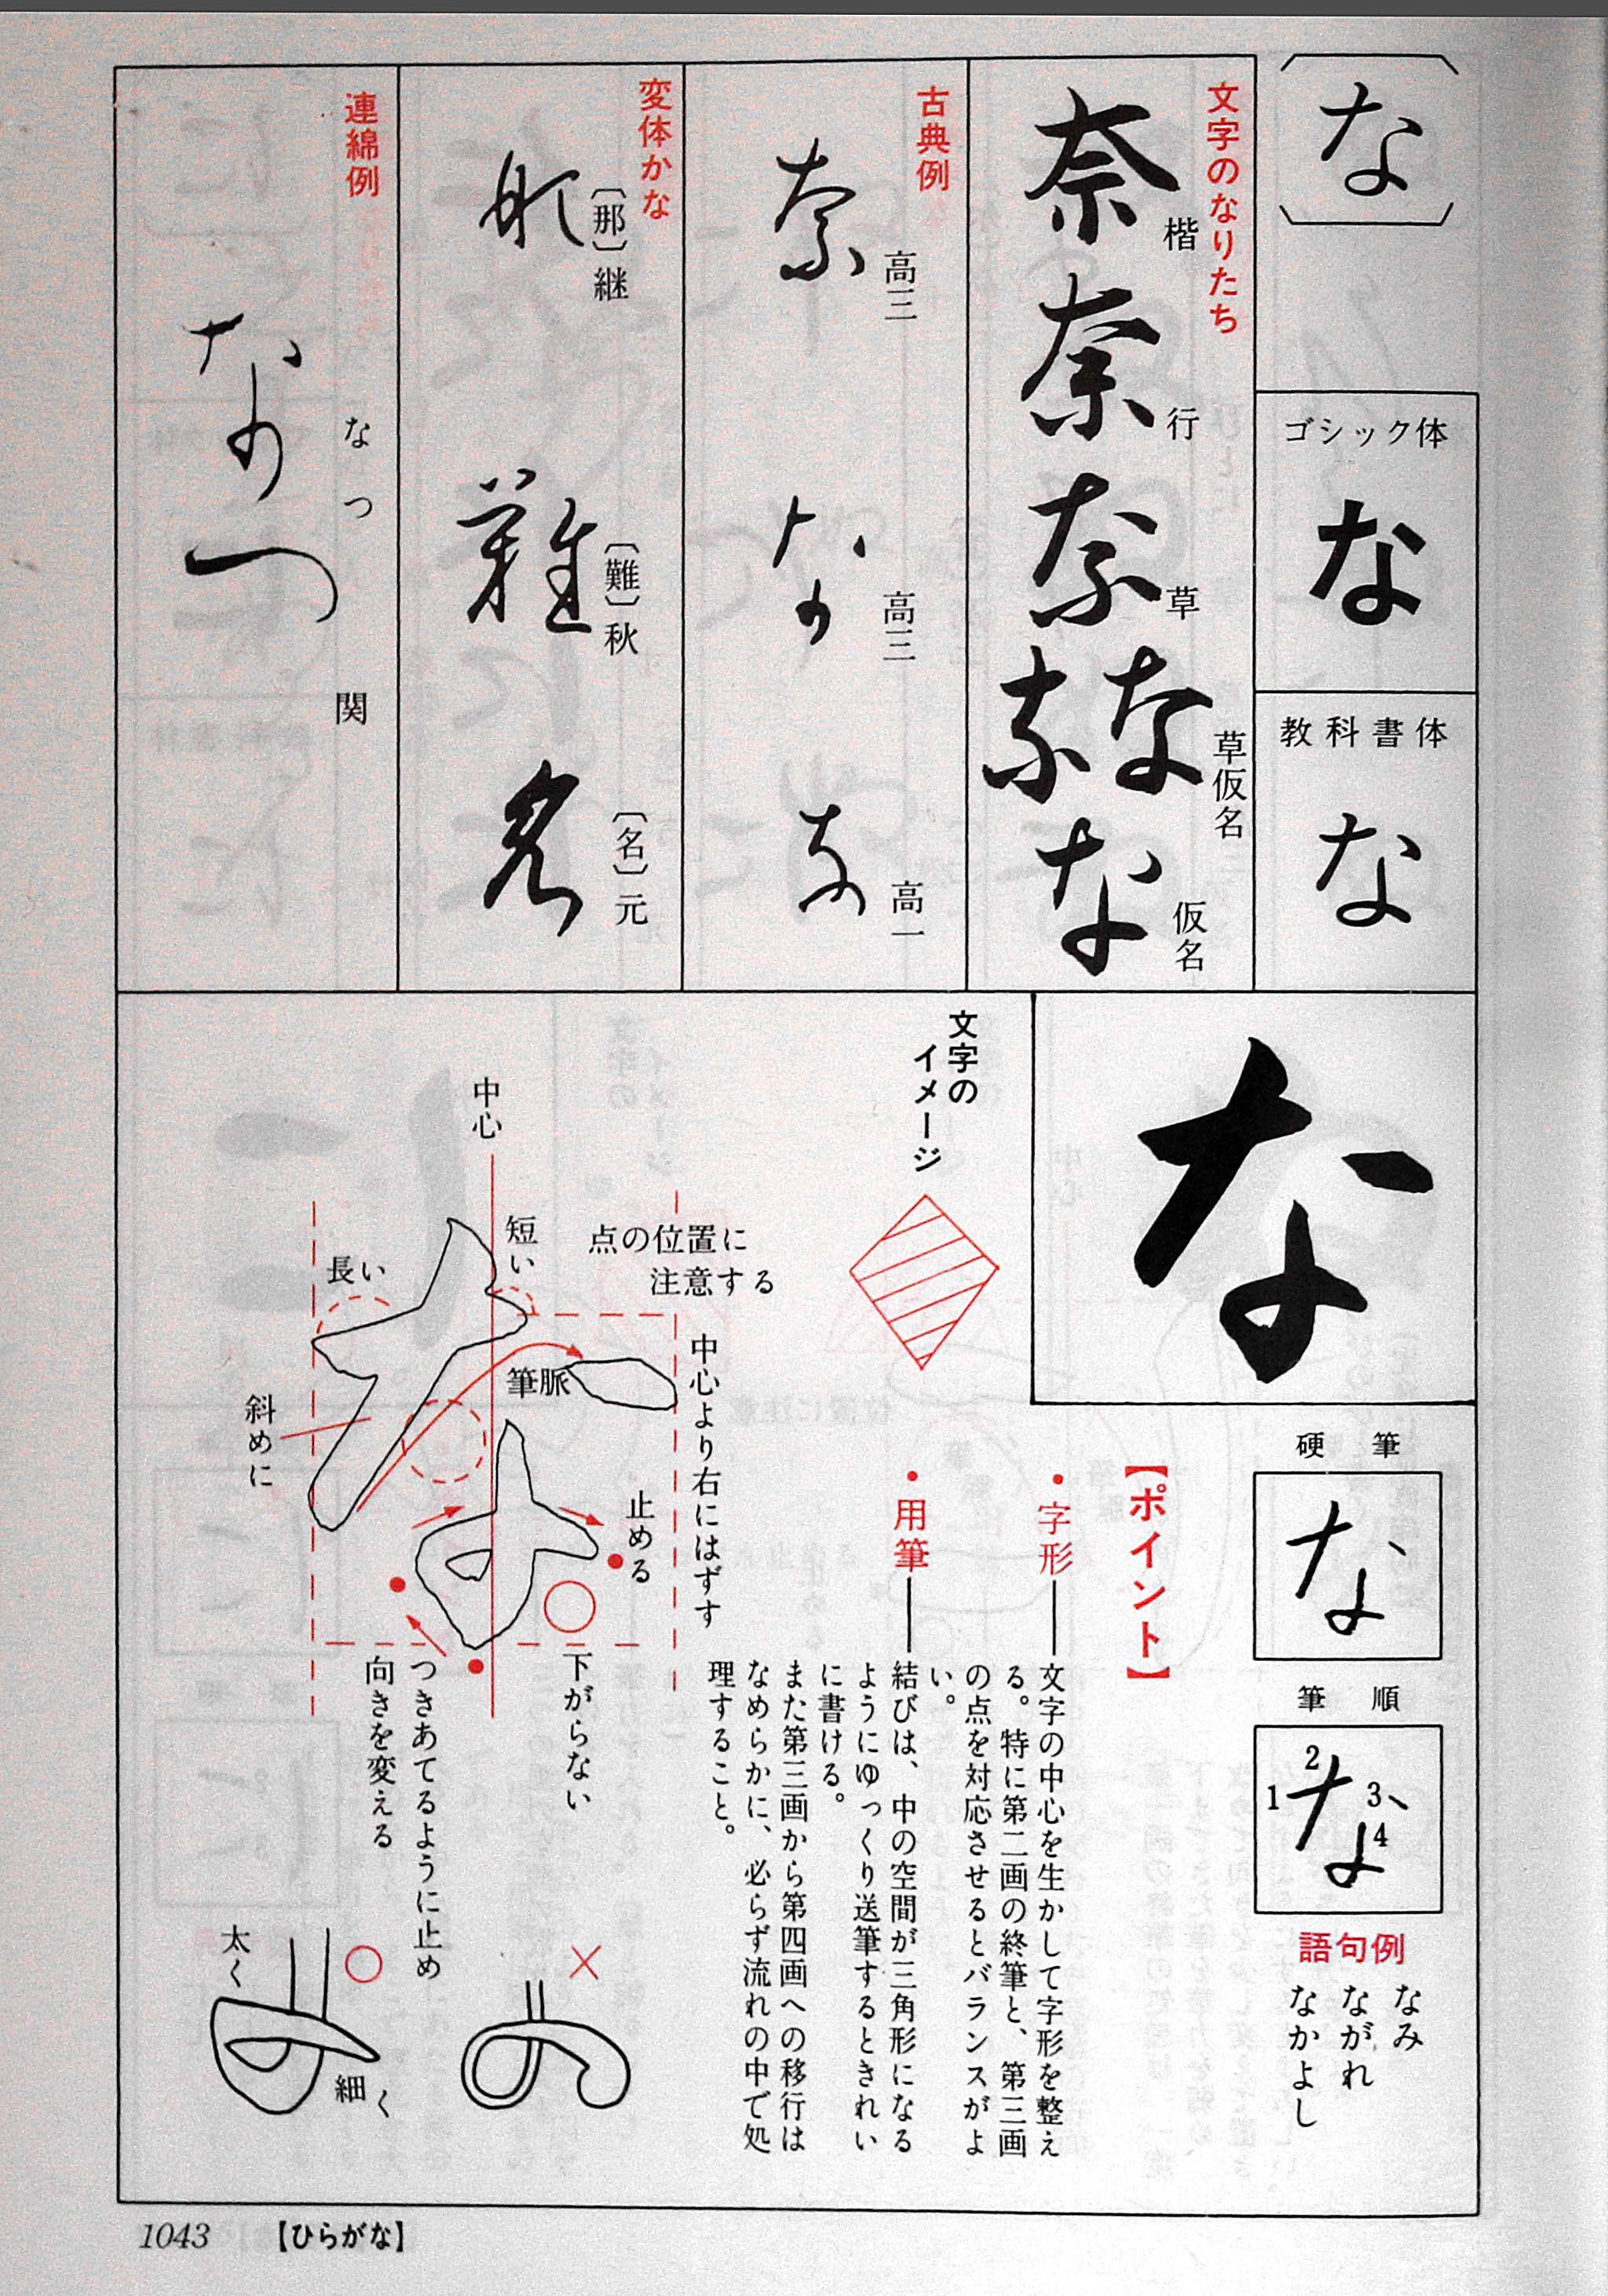 〔な〕
ゴシック体
な
教科書体
な
文字のなりたち
奈 楷
奈 行
奈 草
な 奈 草仮名
な 仮名
古典例
奈 高三
な 高三
な 高一
変体かな
那 〔那〕継
難 〔難〕秋
名 〔名〕元
連綿例
なつ
なつ 関
な
硬筆
な
筆順
1 2 3 4
な
語句例
なみ
ながれ
なかよし
文字の
イメージ
【ポイント】
・字形──文字の中心を生かして字形を整え
る。特に第二画の終筆と、第三画
の点を対応させるとバランスがよ
い。
・用筆──結びは、中の空間が三角形になる
ようにゆっくり送筆するときれい
に書ける。
また第三画から第四画への移行は
なめらかに、必らず流れの中で処
理すること。
点の位置に
注意する
中心より右にはずす
中心
短い
長い
筆脈
斜めに
止める
下がらない
つきあてるように止め
向きを変える
太く
細く
1043 【ひらがな】